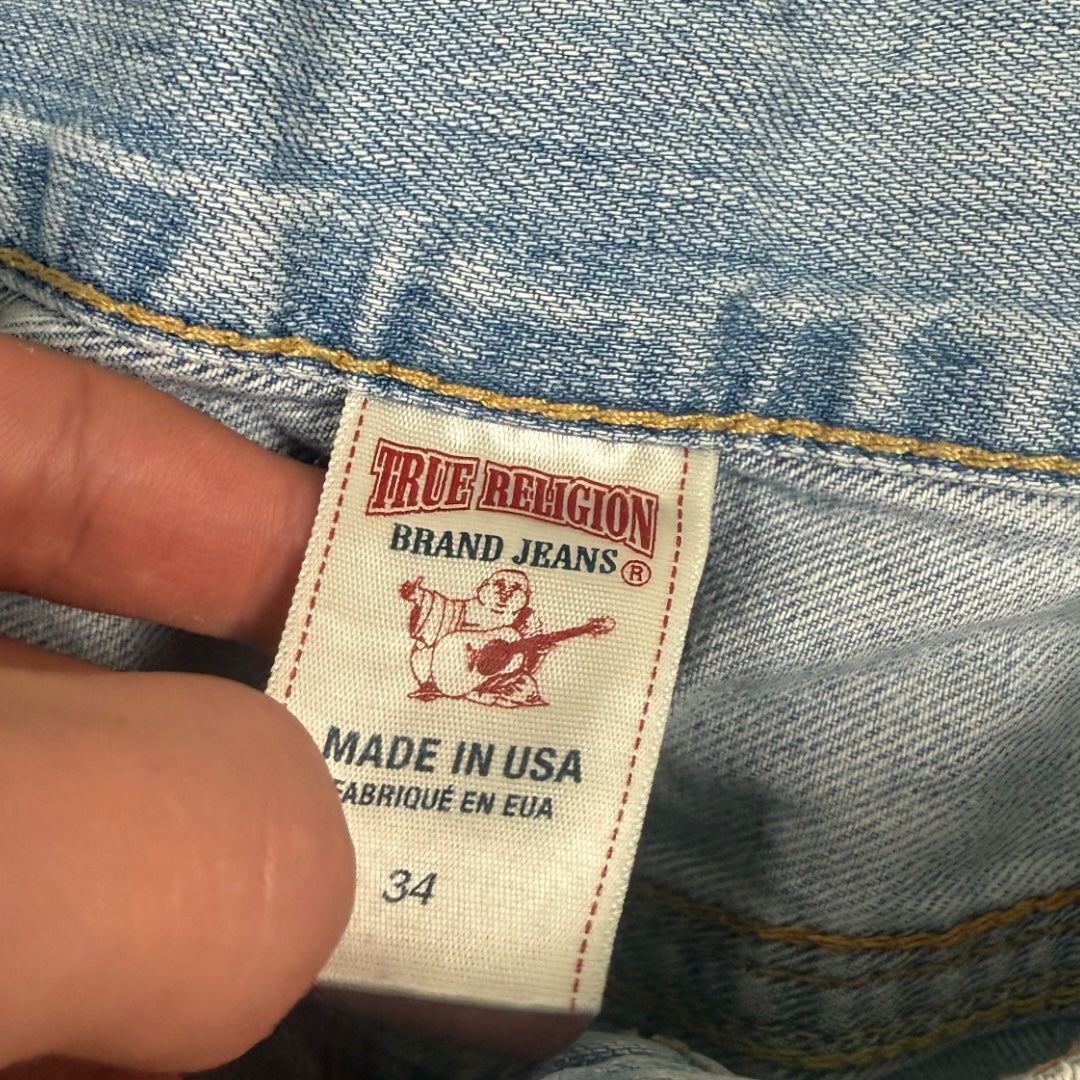 TRUE RELIGION
BRAND JEANS ®
MADE IN USA
FABRIQUÉ EN EUA
34